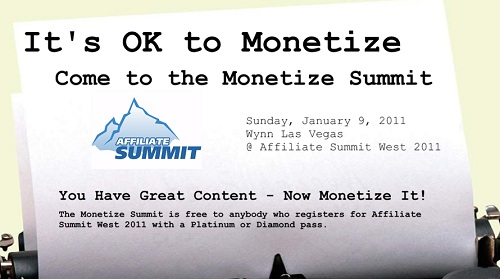 It's OK to Monetize
Come to the Monetize Summit
AFFILIATE
SUMMIT
Sunday, January 9, 2011
Wynn Las Vegas
@ Affiliate Summit West 2011
You Have Great Content - Now Monetize It!
The Monetize Summit is free to anybody who registers for Affiliate
Summit West 2011 with a Platinum or Diamond pass.